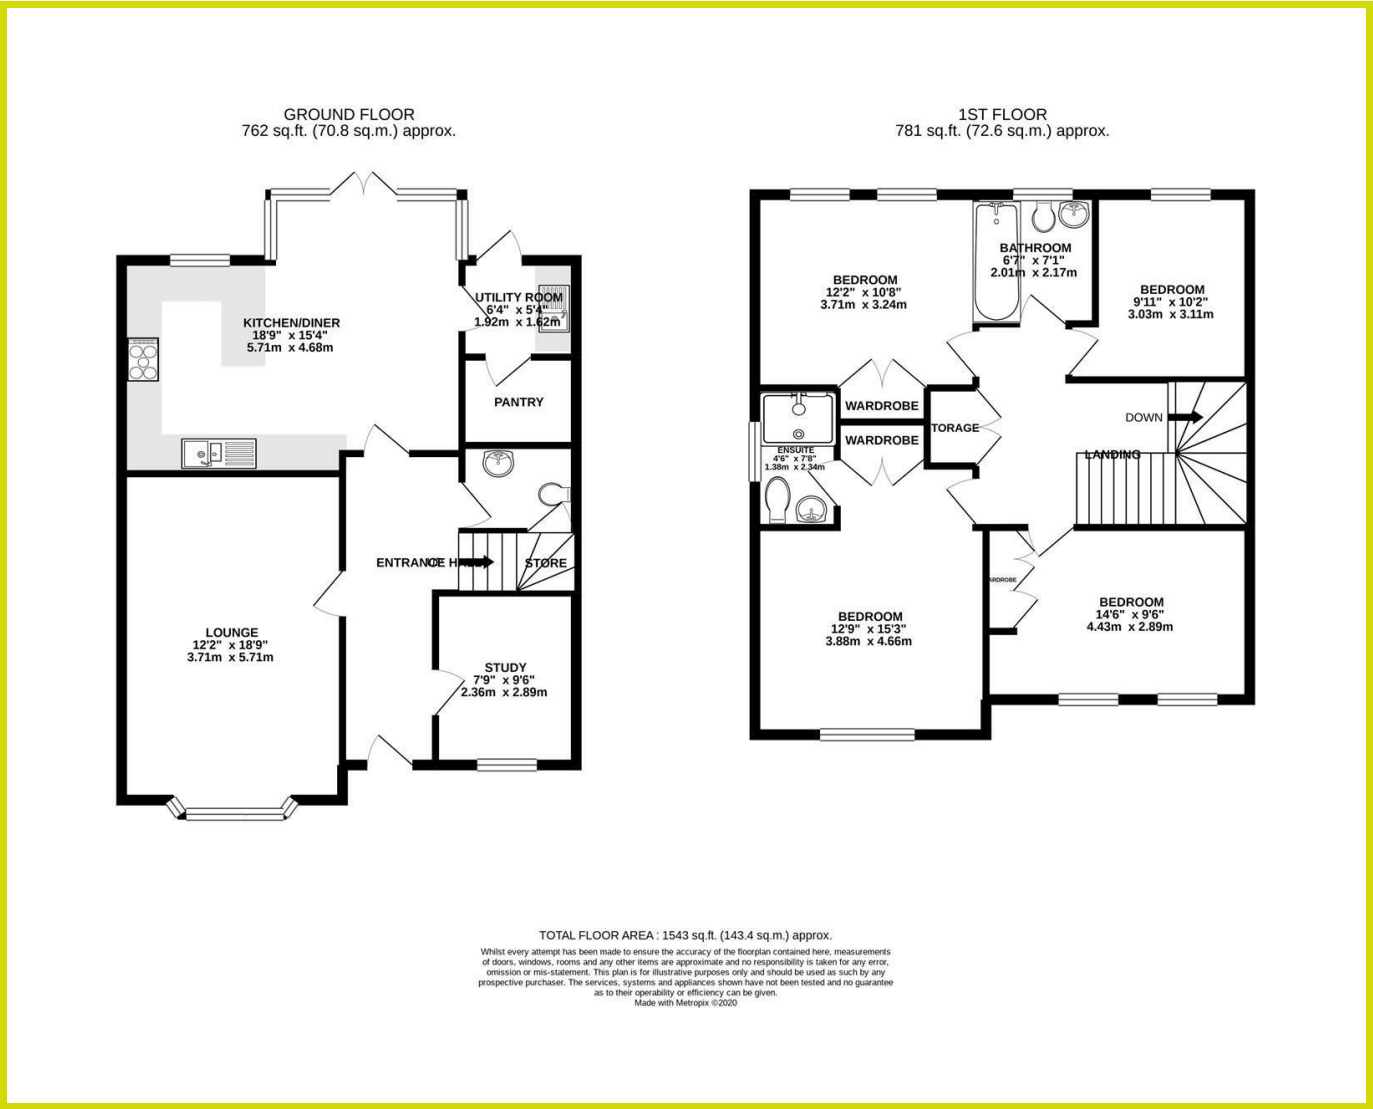 GROUND FLOOR
762 sq.ft. (70.8 sq.m.) approx.
1ST FLOOR
781 sq.ft. (72.6 sq.m.) approx.
KITCHEN/DINER
18'9" x 15'4"
5.71m x 4.68m
UTILITY ROOM
6'4" x 5'4"
1.92m x 1.62m
PANTRY
ENTRANCE
STORE
LOUNGE
12'2" x 18'9"
3.71m x 5.71m
STUDY
7'9" x 9'6"
2.36m x 2.89m
BEDROOM
12'2" x 10'8"
3.71m x 3.24m
BATHROOM
6'7" x 7'1"
2.01m x 2.17m
BEDROOM
9'11" x 10'2"
3.03m x 3.11m
WARDROBE
WARDROBE
TORAGE
DOWN
LANDING
ENSUITE
4'6" x 7'8"
1.38m x 2.34m
BEDROOM
12'9" x 15'3"
3.88m x 4.66m
ARDROBE
BEDROOM
14'6" x 9'6"
4.43m x 2.89m
TOTAL FLOOR AREA : 1543 sq.ft. (143.4 sq.m.) approx.
Whilst every attempt has been made to ensure the accuracy of the floorplan contained here, measurements
of doors, windows, rooms and any other items are approximate and no responsibility is taken for any error,
omission or mis-statement. This plan is for illustrative purposes only and should be used as such by any
prospective purchaser. The services, systems and appliances shown have not been tested and no guarantee
as to their operability or efficiency can be given.
Made with Metropix ©2020